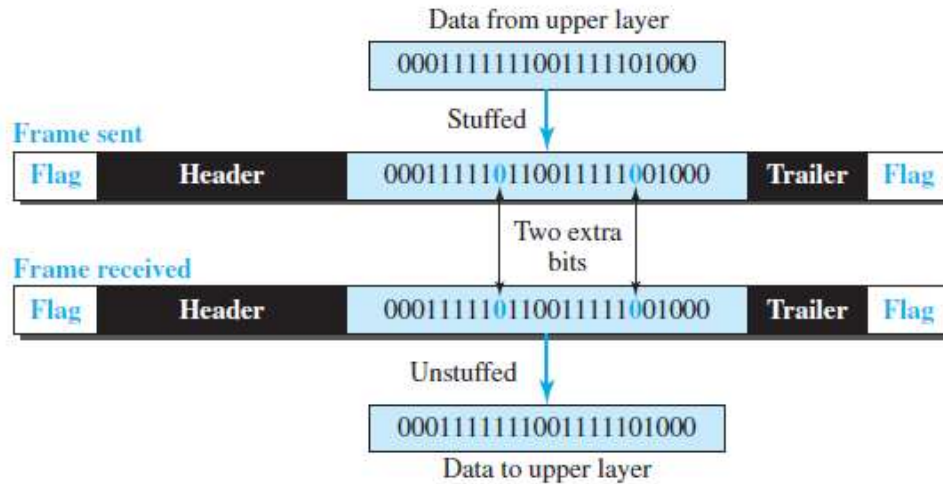 Data from upper layer
0001111111001111101000
Stuffed
Frame sent
Flag Header 000111110110011111001000 Trailer Flag
Two extra
bits
Frame received
Flag Header 000111110110011111001000 Trailer Flag
Unstuffed
0001111111001111101000
Data to upper layer